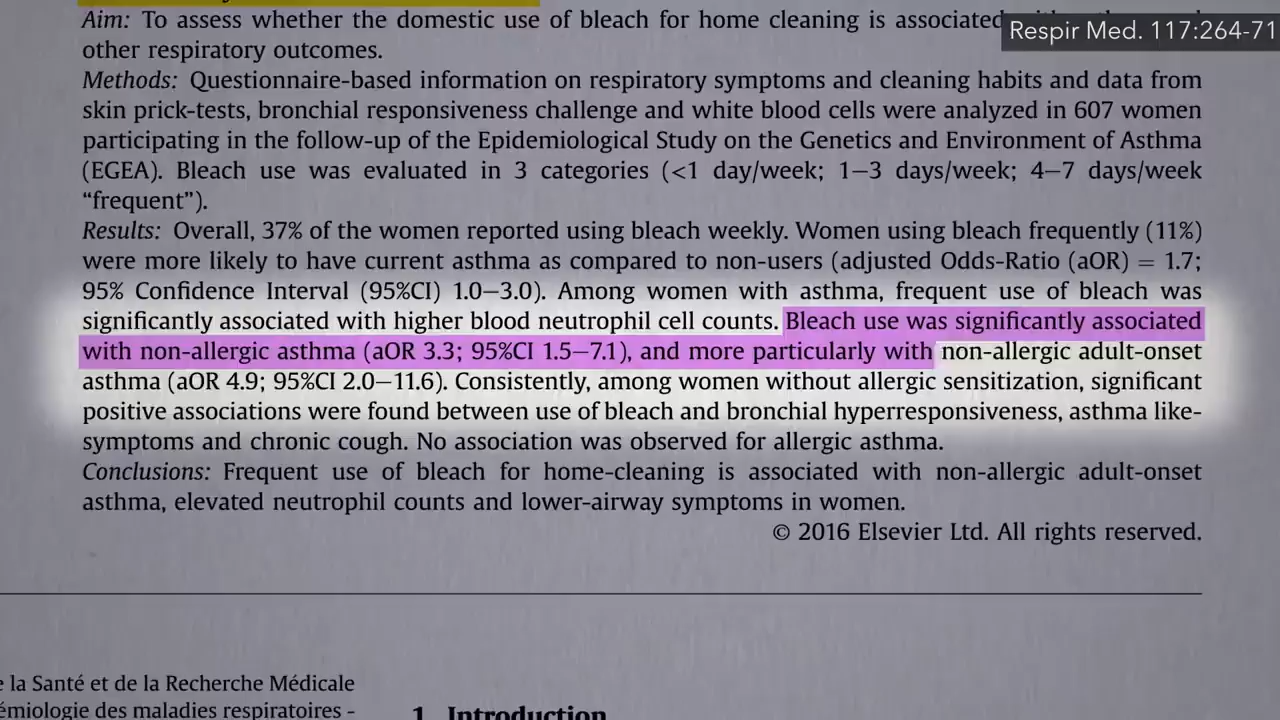 Aim: To assess whether the domestic use of bleach for home cleaning is associated
Respir Med. 117:264-71
other respiratory outcomes.
Methods: Questionnaire-based information on respiratory symptoms and cleaning habits and data from
skin prick-tests, bronchial responsiveness challenge and white blood cells were analyzed in 607 women
participating in the follow-up of the Epidemiological Study on the Genetics and Environment of Asthma
(EGEA). Bleach use was evaluated in 3 categories (<1 day/week; 1–3 days/week; 4–7 days/week
“frequent”).
Results: Overall, 37% of the women reported using bleach weekly. Women using bleach frequently (11%)
were more likely to have current asthma as compared to non-users (adjusted Odds-Ratio (aOR) = 1.7;
95% Confidence Interval (95%CI) 1.0–3.0). Among women with asthma, frequent use of bleach was
significantly associated with higher blood neutrophil cell counts. Bleach use was significantly associated
with non-allergic asthma (aOR 3.3; 95%CI 1.5–7.1), and more particularly with non-allergic adult-onset
asthma (aOR 4.9; 95%CI 2.0–11.6). Consistently, among women without allergic sensitization, significant
positive associations were found between use of bleach and bronchial hyperresponsiveness, asthma like-
symptoms and chronic cough. No association was observed for allergic asthma.
Conclusions: Frequent use of bleach for home-cleaning is associated with non-allergic adult-onset
asthma, elevated neutrophil counts and lower-airway symptoms in women.
© 2016 Elsevier Ltd. All rights reserved.
la Santé et de la Recherche Médicale
émiologie des maladies respiratoires -
1. Introduction